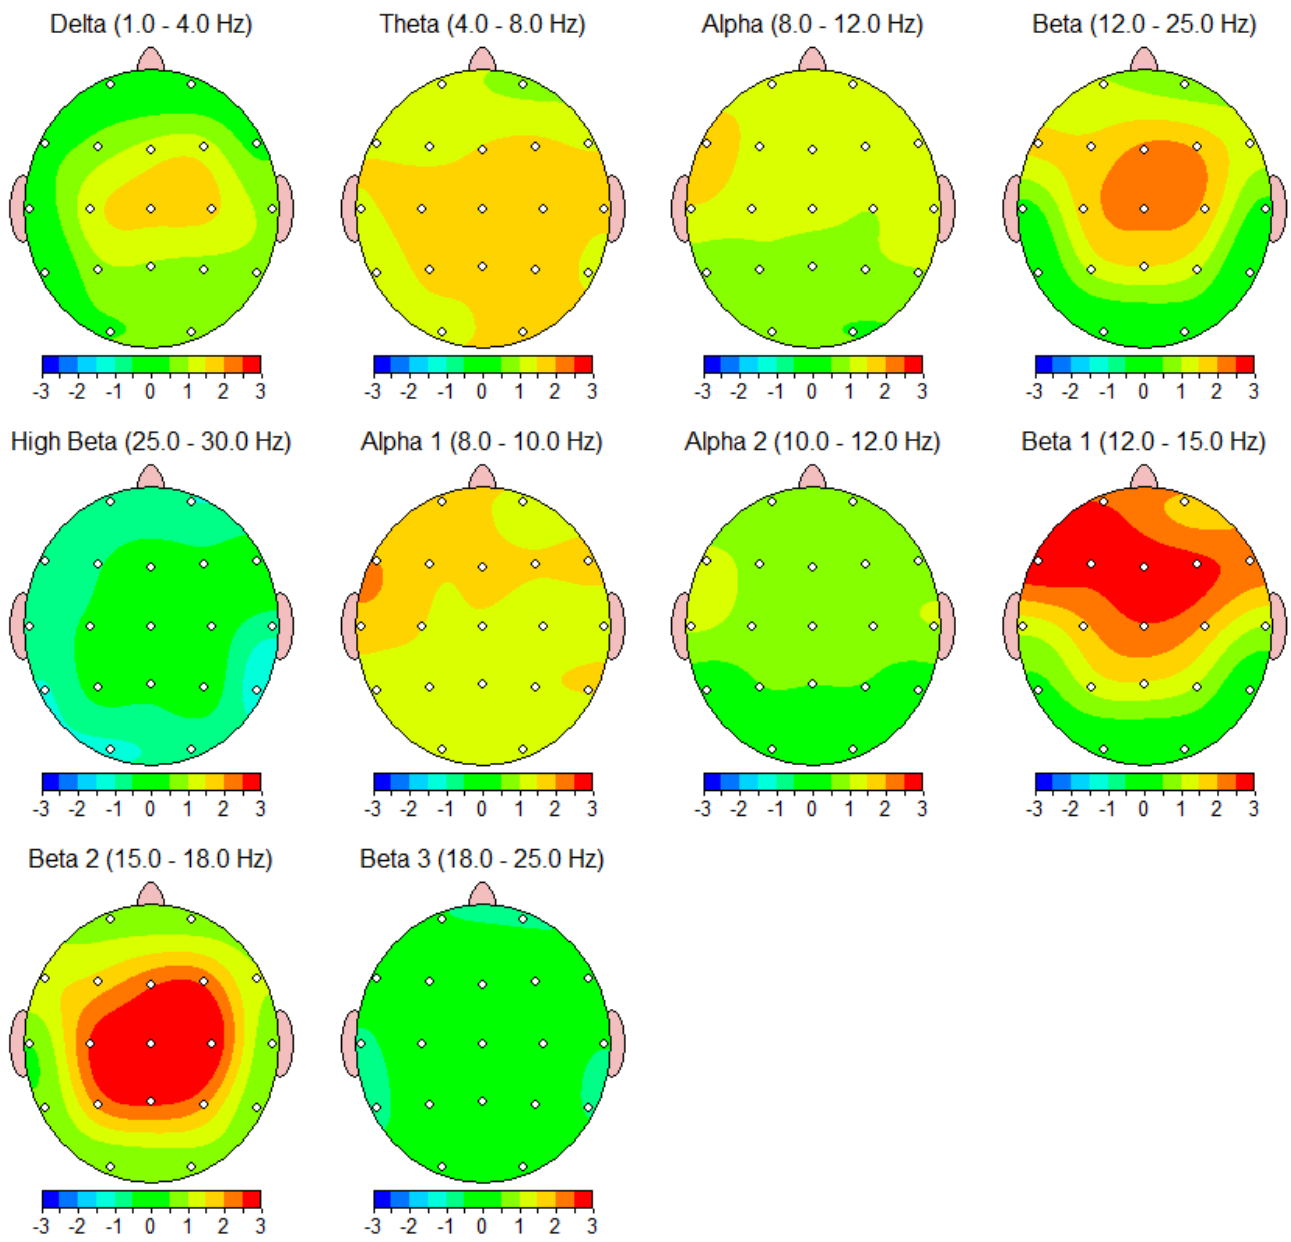 Delta (1.0 - 4.0 Hz) Theta (4.0 - 8.0 Hz) Alpha (8.0 - 12.0 Hz) Beta (12.0 - 25.0 Hz)
-3 -2 -1 0 1 2 3 -3 -2 -1 0 1 2 3 -3 -2 -1 0 1 2 3 -3 -2 -1 0 1 2 3
High Beta (25.0 - 30.0 Hz) Alpha 1 (8.0 - 10.0 Hz) Alpha 2 (10.0 - 12.0 Hz) Beta 1 (12.0 - 15.0 Hz)
-3 -2 -1 0 1 2 3 -3 -2 -1 0 1 2 3 -3 -2 -1 0 1 2 3 -3 -2 -1 0 1 2 3
Beta 2 (15.0 - 18.0 Hz) Beta 3 (18.0 - 25.0 Hz)
-3 -2 -1 0 1 2 3 -3 -2 -1 0 1 2 3